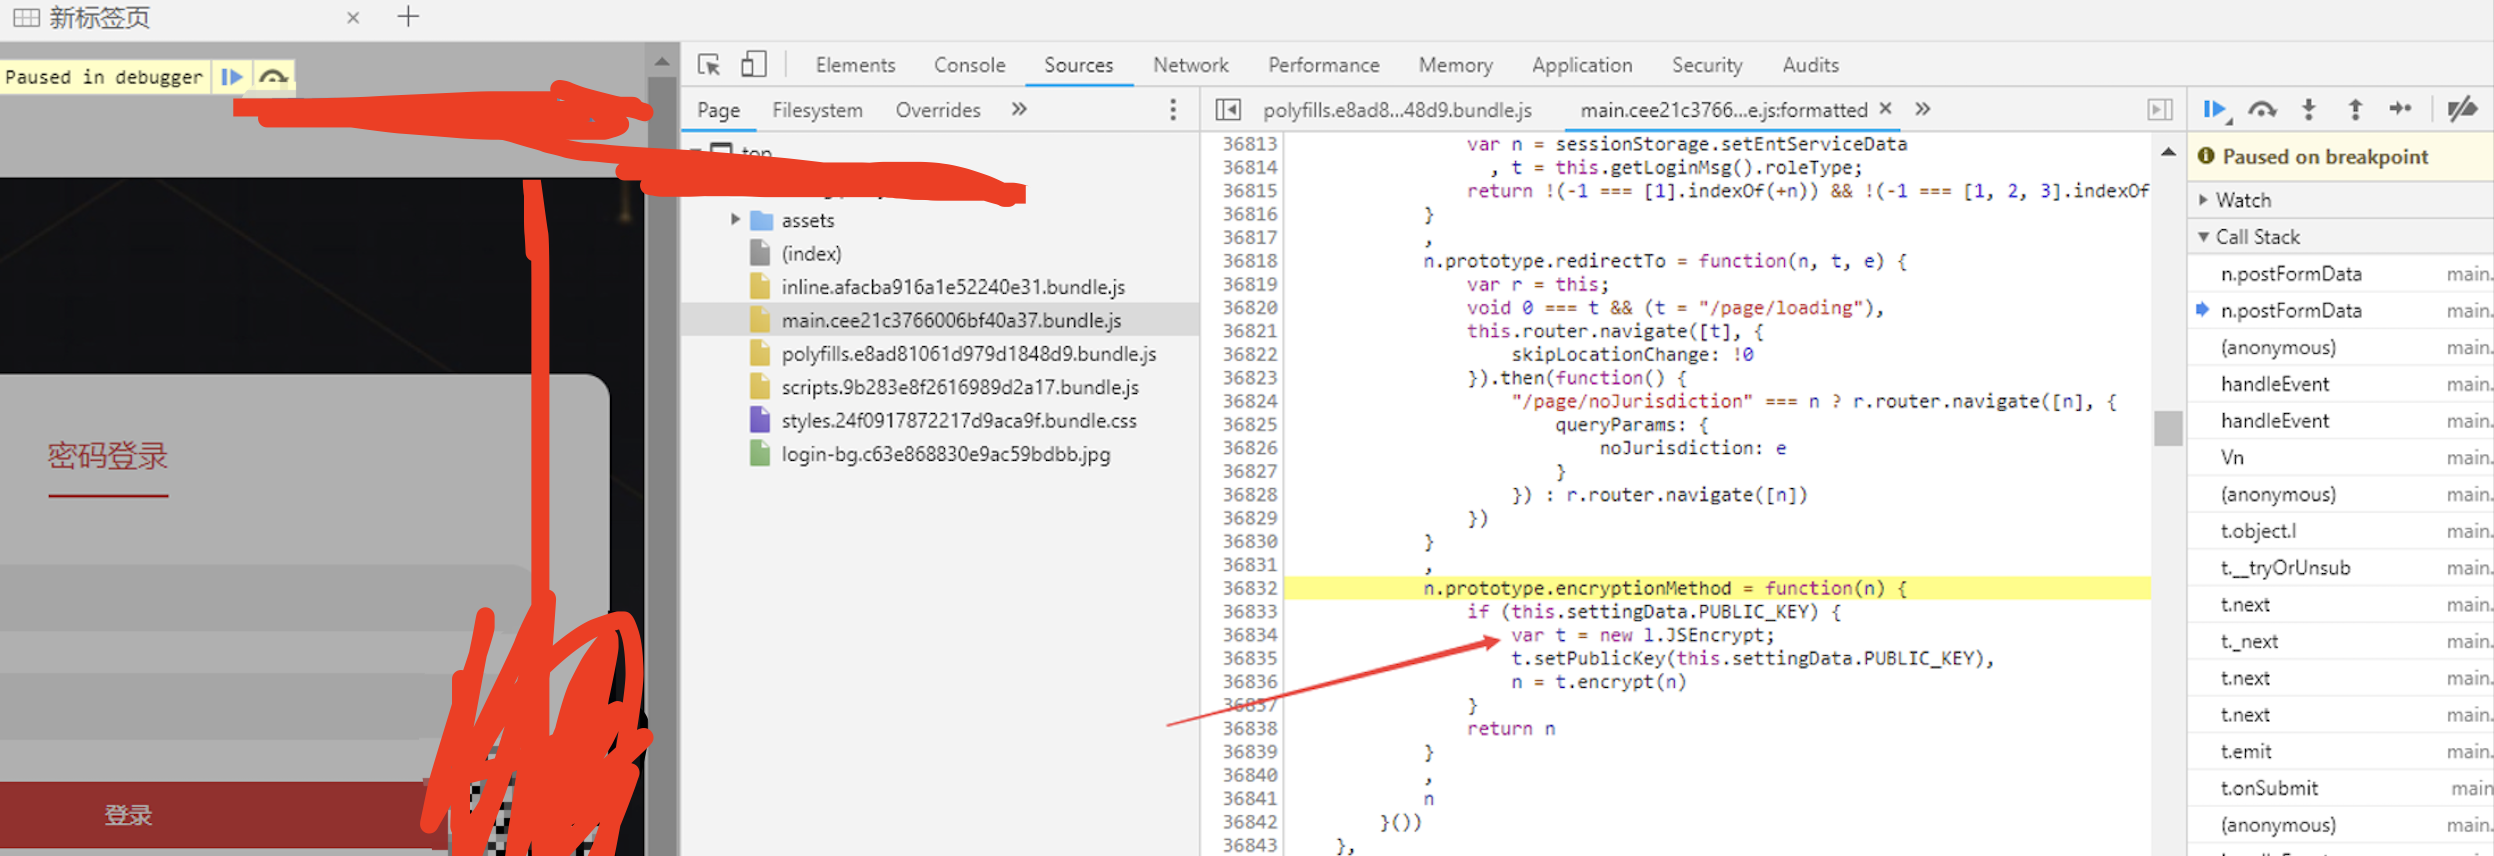 新标签页
Paused in debugger
密码登录
登录
Elements Console Sources Network Performance Memory Application Security Audits
Page Filesystem Overrides »
top
assets
(index)
inline.afacba916a1e52240e31.bundle.js
main.cee21c3766006bf40a37.bundle.js
polyfills.e8ad81061d979d1848d9.bundle.js
scripts.9b283e8f2616989d2a17.bundle.js
styles.24f0917872217d9aca9f.bundle.css
login-bg.c63e868830e9ac59bdbb.jpg
polyfills.e8ad8...48d9.bundle.js main.cee21c3766...e.js:formatted × »
36813 var n = sessionStorage.setEntServiceData
36814 , t = this.getLoginMsg().roleType;
36815 return !(-1 === [1].indexOf(+n)) && !(-1 === [1, 2, 3].indexOf
36816 }
36817 ,
36818 n.prototype.redirectTo = function(n, t, e) {
36819 var r = this;
36820 void 0 === t && (t = "/page/loading"),
36821 this.router.navigate([t], {
36822 skipLocationChange: !0
36823 }).then(function() {
36824 "/page/noJurisdiction" === n ? r.router.navigate([n], {
36825 queryParams: {
36826 noJurisdiction: e
36827 }
36828 }) : r.router.navigate([n])
36829 })
36830 }
36831 ,
36832 n.prototype.encryptionMethod = function(n) {
36833 if (this.settingData.PUBLIC_KEY) {
36834 var t = new l.JSEncrypt;
36835 t.setPublicKey(this.settingData.PUBLIC_KEY),
36836 n = t.encrypt(n)
36837 }
36838 return n
36839 }
36840 ,
36841 n
36842 }())
36843 },
Paused on breakpoint
Watch
Call Stack
n.postFormData main.
n.postFormData main.
(anonymous) main.
handleEvent main.
handleEvent main.
Vn main.
(anonymous) main.
t.object.l main.
t.__tryOrUnsub main.
t.next main.
t._next main.
t.next main.
t.next main.
t.emit main.
t.onSubmit main
(anonymous) main.